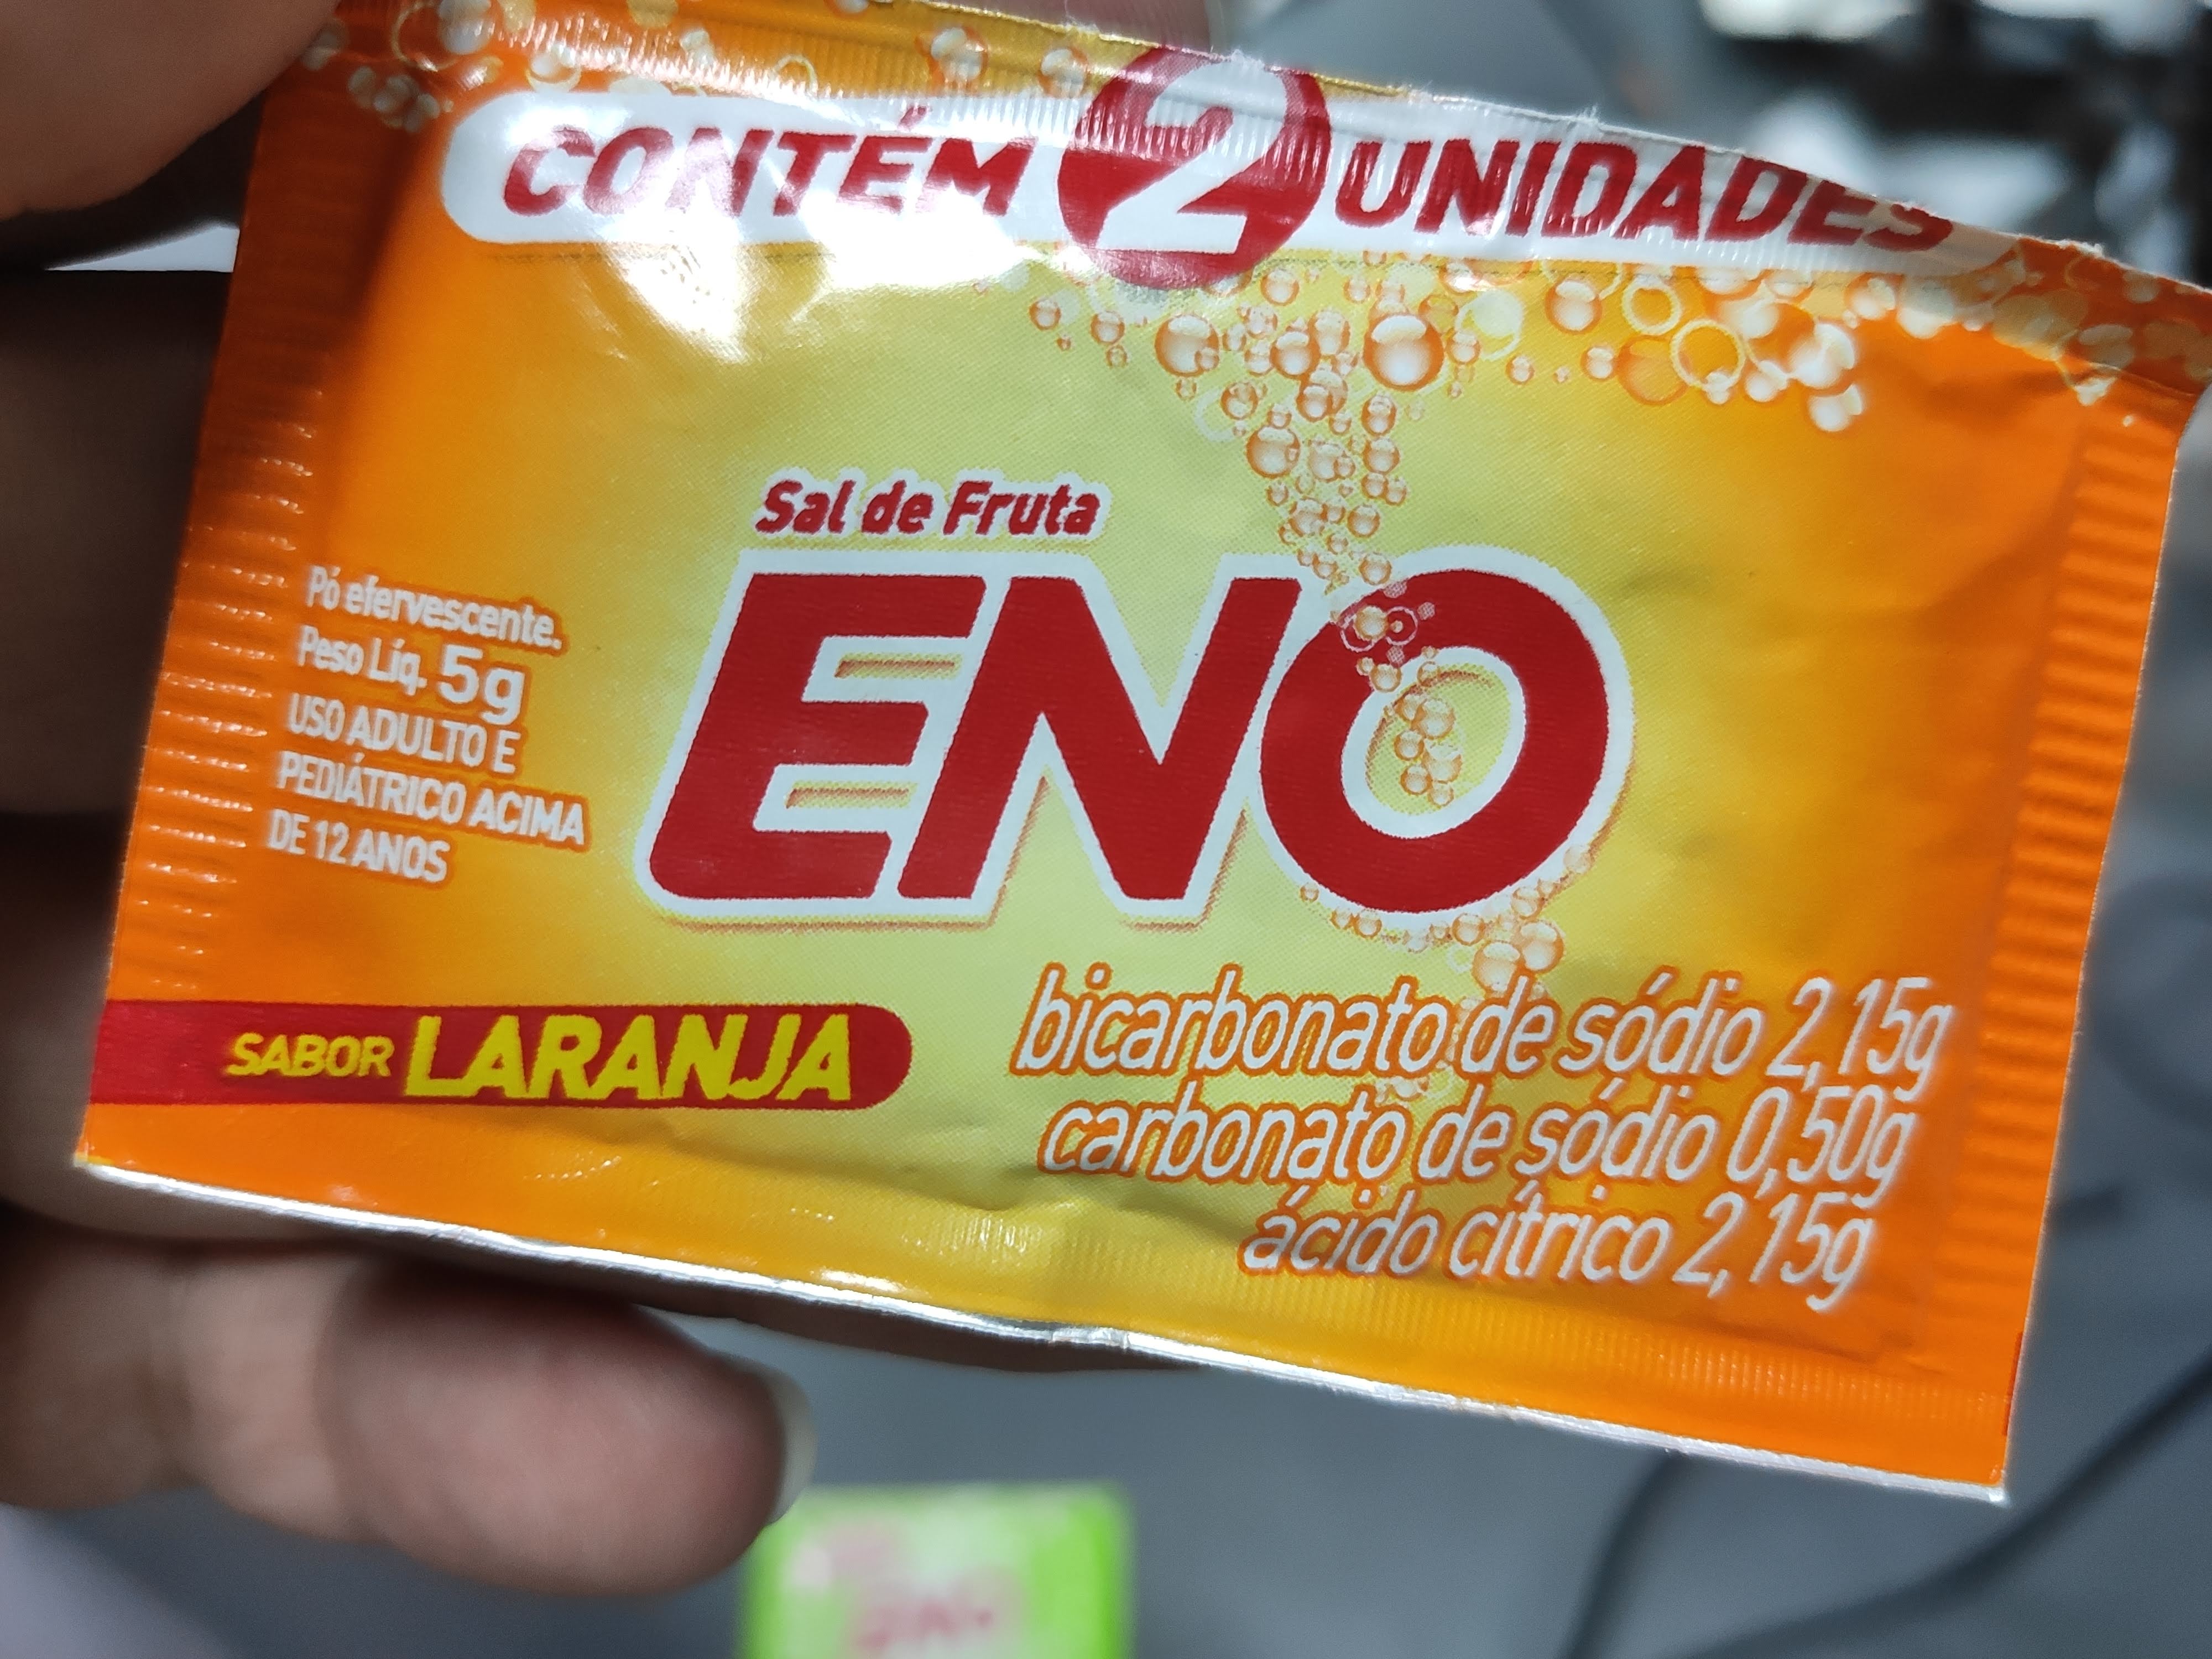 CONTÉM 2 UNIDADES
Sal de Fruta
ENO
Pó efervescente.
Peso Líq. 5g
USO ADULTO E
PEDIÁTRICO ACIMA
DE 12 ANOS
SABOR LARANJA
bicarbonato de sódio 2,15g
carbonato de sódio 0,50g
ácido cítrico 2,15g